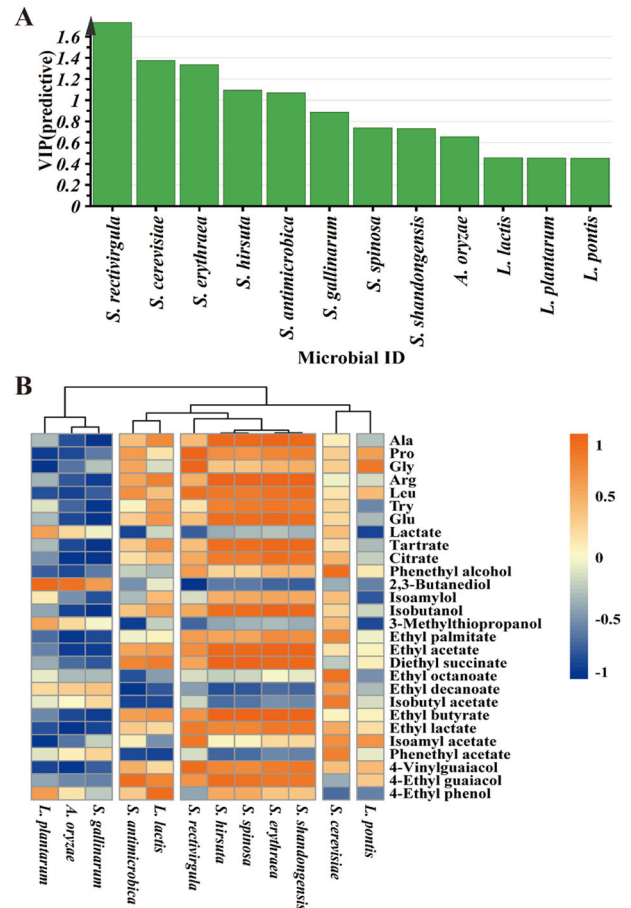 A
VIP(predictive)
1.6
1.4
1.2
1
0.8
0.6
0.4
0.2
0
S. rectivirgula
S. cerevisiae
S. erythraea
S. hirsuta
S. antimicrobica
S. gallinarum
S. spinosa
S. shandongensis
A. oryzae
L. lactis
L. plantarum
L. pontis
Microbial ID
B
Ala
Pro
Gly
Arg
Leu
Try
Glu
Lactate
Tartrate
Citrate
Phenethyl alcohol
2,3-Butanediol
Isoamylol
Isobutanol
3-Methylthiopropanol
Ethyl palmitate
Ethyl acetate
Diethyl succinate
Ethyl octanoate
Ethyl decanoate
Isobutyl acetate
Ethyl butyrate
Ethyl lactate
Isoamyl acetate
Phenethyl acetate
4-Vinylguaiacol
4-Ethyl guaiacol
4-Ethyl phenol
1
0.5
0
-0.5
-1
L. plantarum
A. oryzae
S. gallinarum
S. antimicrobica
L. lactis
S. rectivirgula
S. hirsuta
S. spinosa
S. erythraea
S. shandongensis
S. cerevisiae
L. pontis